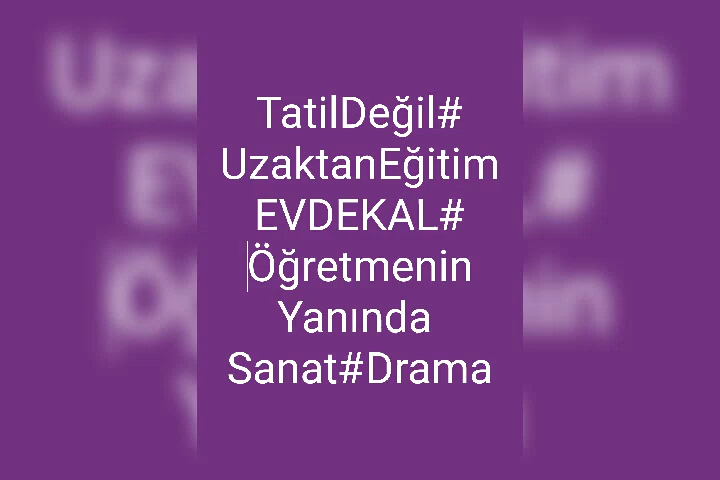 TatilDeğil#
UzaktanEğitim
EVDEKAL#
Öğretmenin
Yanında
Sanat#Drama